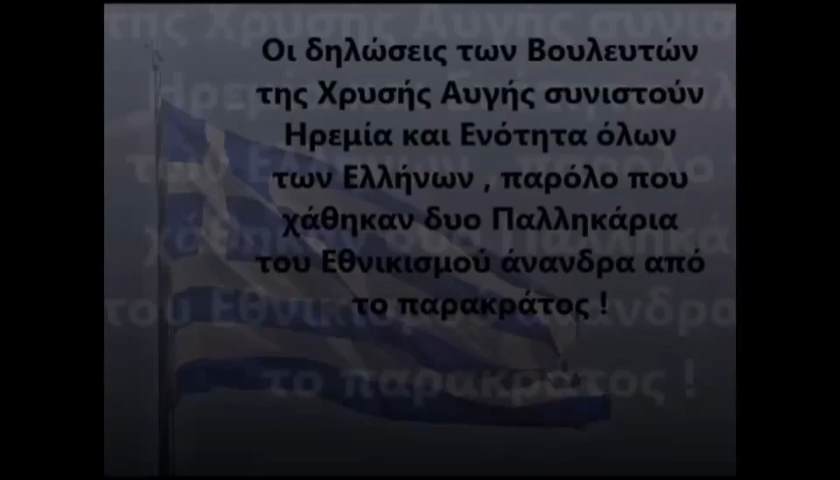 Οι δηλώσεις των Βουλευτών
της Χρυσής Αυγής συνιστούν
Ηρεμία και Ενότητα όλων
των Ελλήνων , παρόλο που
χάθηκαν δυο Παλληκάρια
του Εθνικισμού άνανδρα από
το παρακράτος !